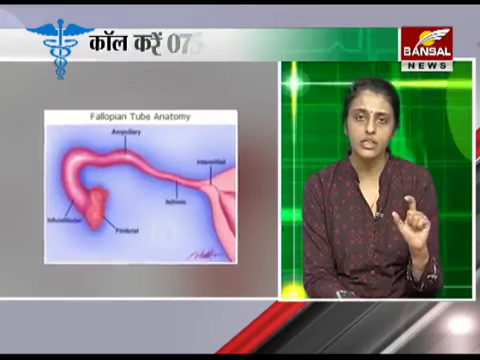 कॉल करें 07
BANSAL
NEWS
Fallopian Tube Anatomy
Ampullary
Interstitial
Isthmic
Infundibular
Fimbrial